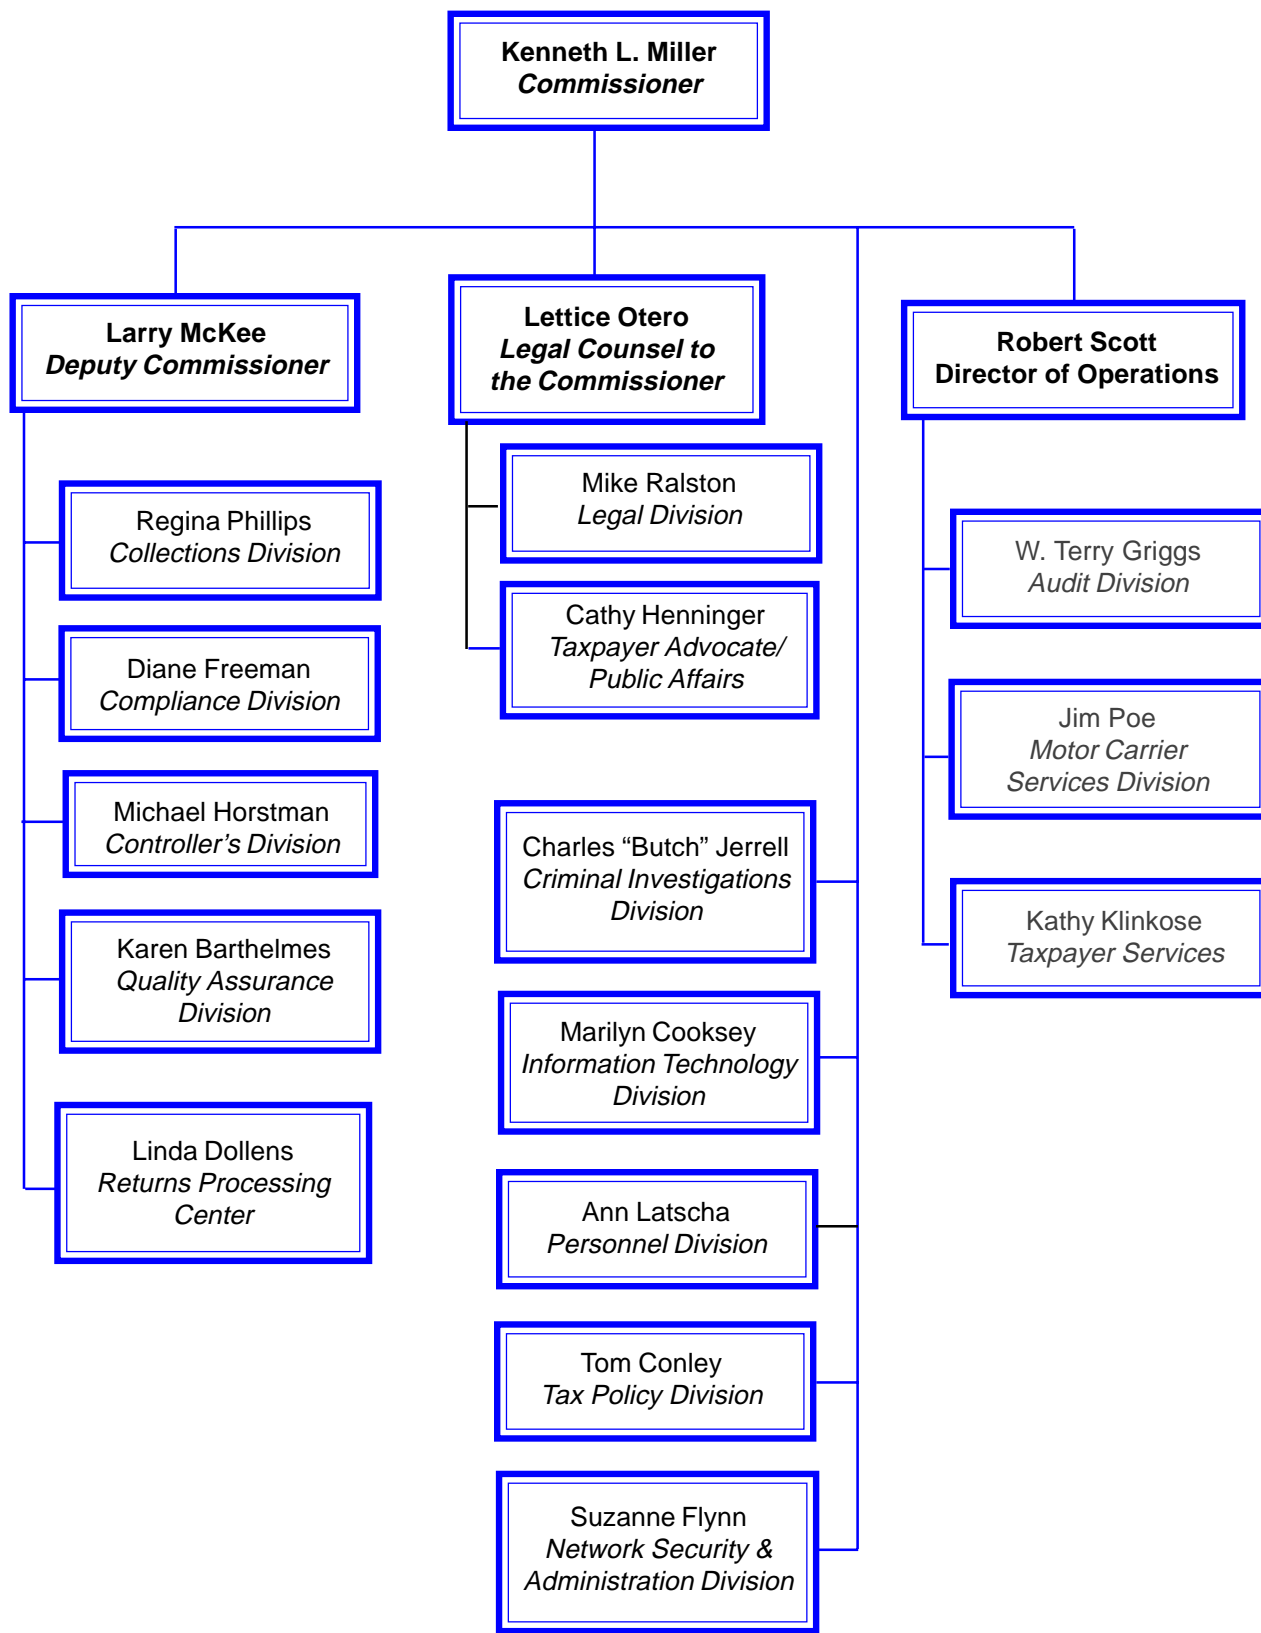 Kenneth L. Miller
Commissioner
Larry McKee
Deputy Commissioner
Regina Phillips
Collections Division
Diane Freeman
Compliance Division
Michael Horstman
Controller’s Division
Karen Barthelmes
Quality Assurance
Division
Linda Dollens
Returns Processing
Center
Lettice Otero
Legal Counsel to
the Commissioner
Mike Ralston
Legal Division
Cathy Henninger
Taxpayer Advocate/
Public Affairs
Charles “Butch” Jerrell
Criminal Investigations
Division
Marilyn Cooksey
Information Technology
Division
Ann Latscha
Personnel Division
Tom Conley
Tax Policy Division
Suzanne Flynn
Network Security &
Administration Division
Robert Scott
Director of Operations
W. Terry Griggs
Audit Division
Jim Poe
Motor Carrier
Services Division
Kathy Klinkose
Taxpayer Services